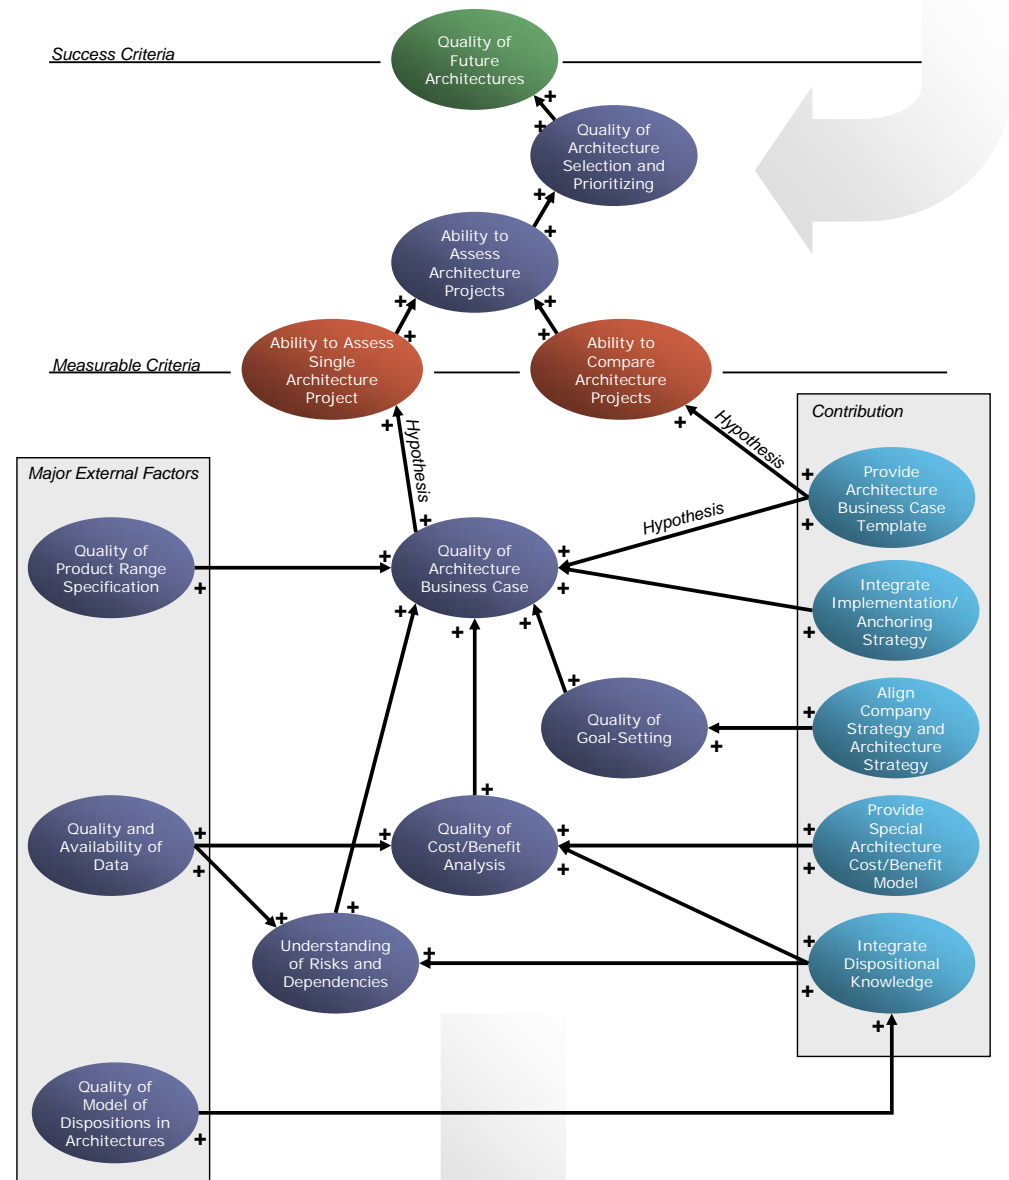 Success Criteria
Quality of
Future
Architectures
+
+
Quality of
Architecture
Selection and
Prioritizing
+
+
Ability to
Assess
Architecture
Projects
+
+
+
+
Measurable Criteria
Ability to Assess
Single
Architecture
Project
Ability to
Compare
Architecture
Projects
+
+
Hypothesis
Hypothesis
Contribution
Major External Factors
Provide
Architecture
Business Case
Template
+
+
Hypothesis
+
Quality of
Product Range
Specification
+
+
Quality of
Architecture
Business Case
+
+
+
+
+
Integrate
Implementation/
Anchoring
Strategy
+
+
Quality of
Goal-Setting
+
Align
Company
Strategy and
Architecture
Strategy
+
+
Quality and
Availability of
Data
+
+
+
Quality of
Cost/Benefit
Analysis
+
+
+
Provide
Special
Architecture
Cost/Benefit
Model
+
+
Understanding
of Risks and
Dependencies
+
+
+
Integrate
Dispositional
Knowledge
+
+
+
Quality of
Model of
Dispositions in
Architectures
+